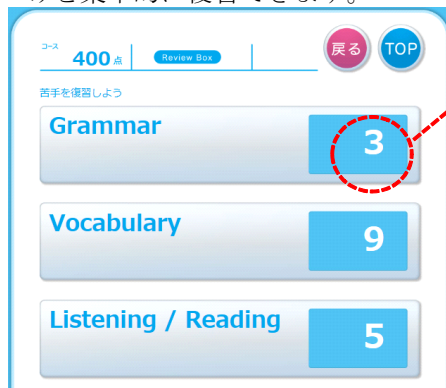 コース 400点 Review Box
戻る TOP
苦手を復習しよう
Grammar 3
Vocabulary 9
Listening / Reading 5